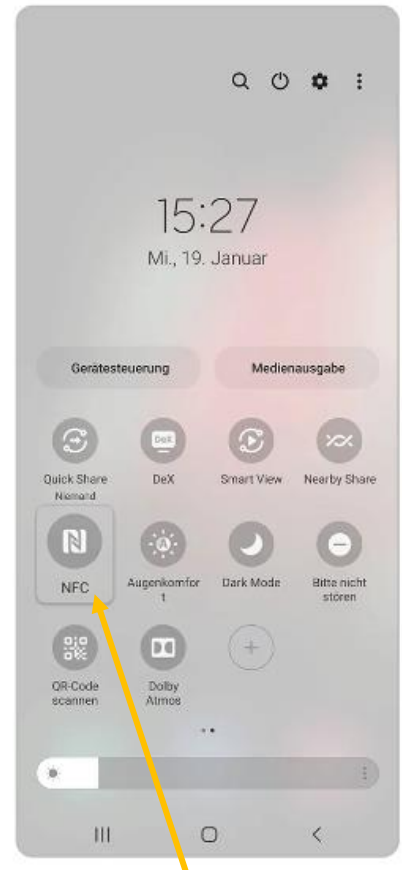 15:27
Mi., 19. Januar
Gerätesteuerung Medienausgabe
DeX
Quick Share DeX Smart View Nearby Share
Niemand
NFC Augenkomfor Dark Mode Bitte nicht
t stören
QR-Code Dolby
scannen Atmos